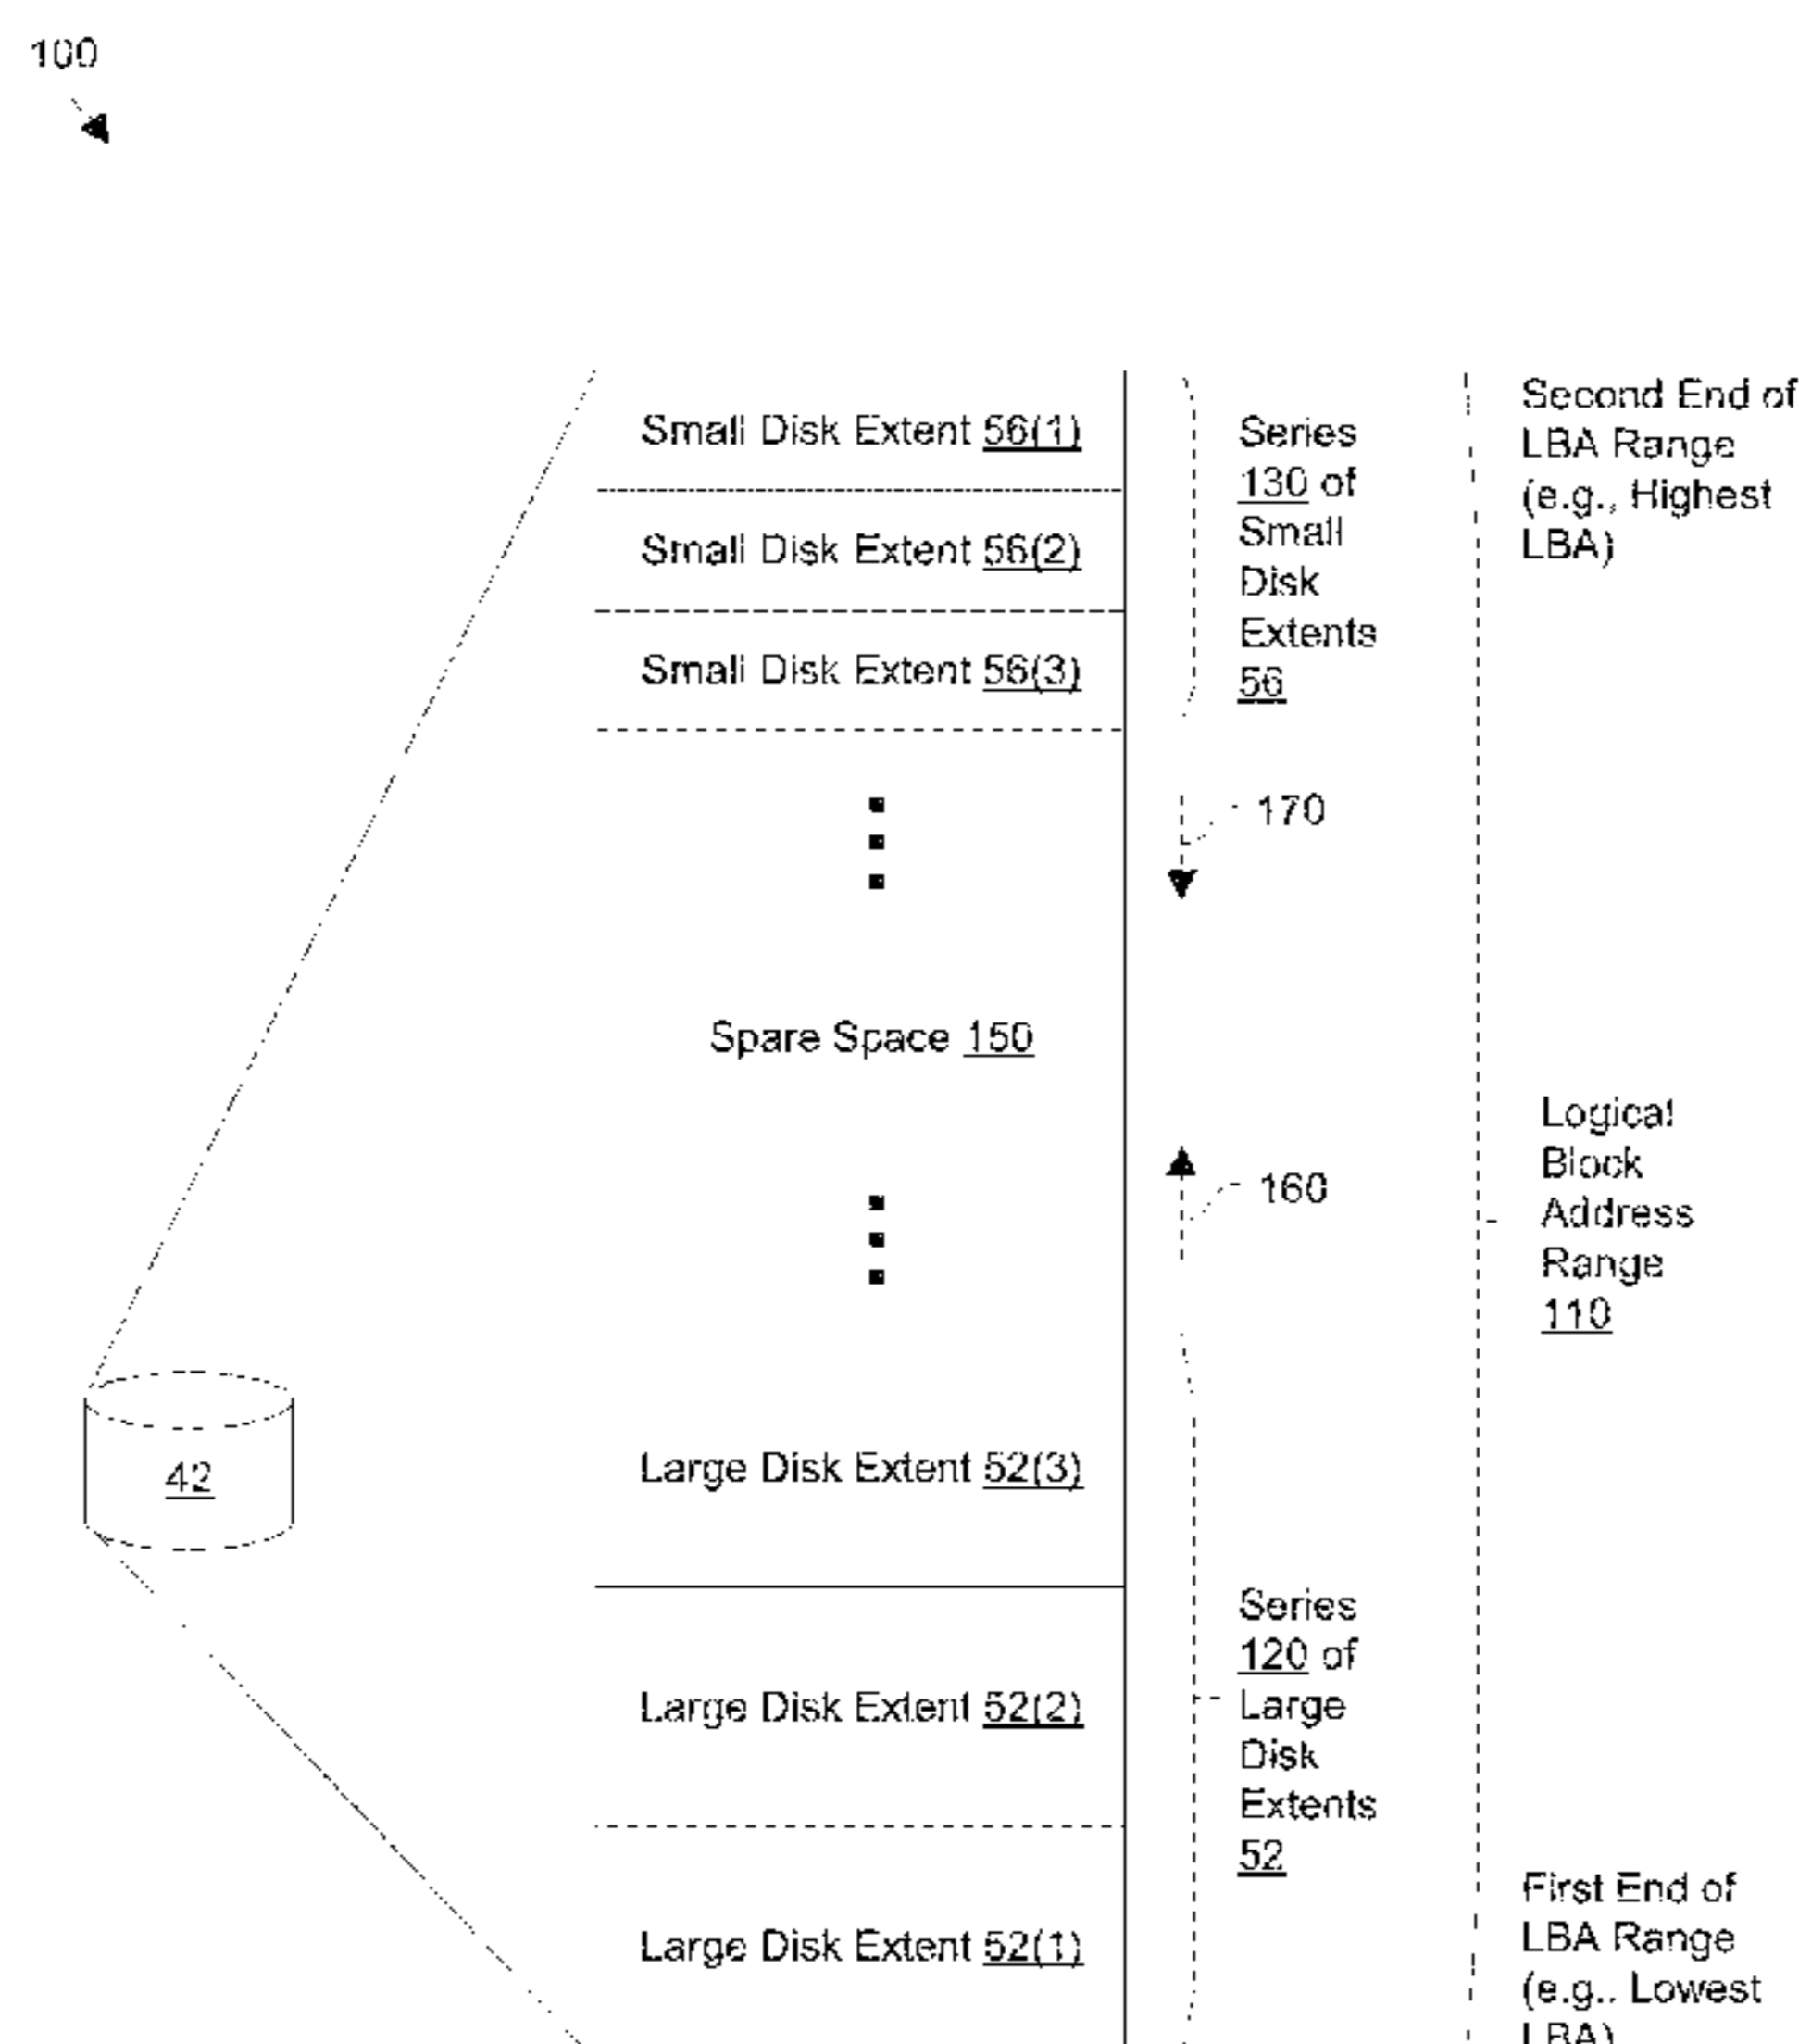 100
Small Disk Extent 56(1)
Small Disk Extent 56(2)
Small Disk Extent 56(3)
Series
130 of
Small
Disk
Extents
56
Second End of
LBA Range
(e.g., Highest
LBA)
170
Spare Space 150
160
Logical
Block
Address
Range
110
42
Large Disk Extent 52(3)
Large Disk Extent 52(2)
Large Disk Extent 52(1)
Series
120 of
Large
Disk
Extents
52
First End of
LBA Range
(e.g., Lowest
LBA)